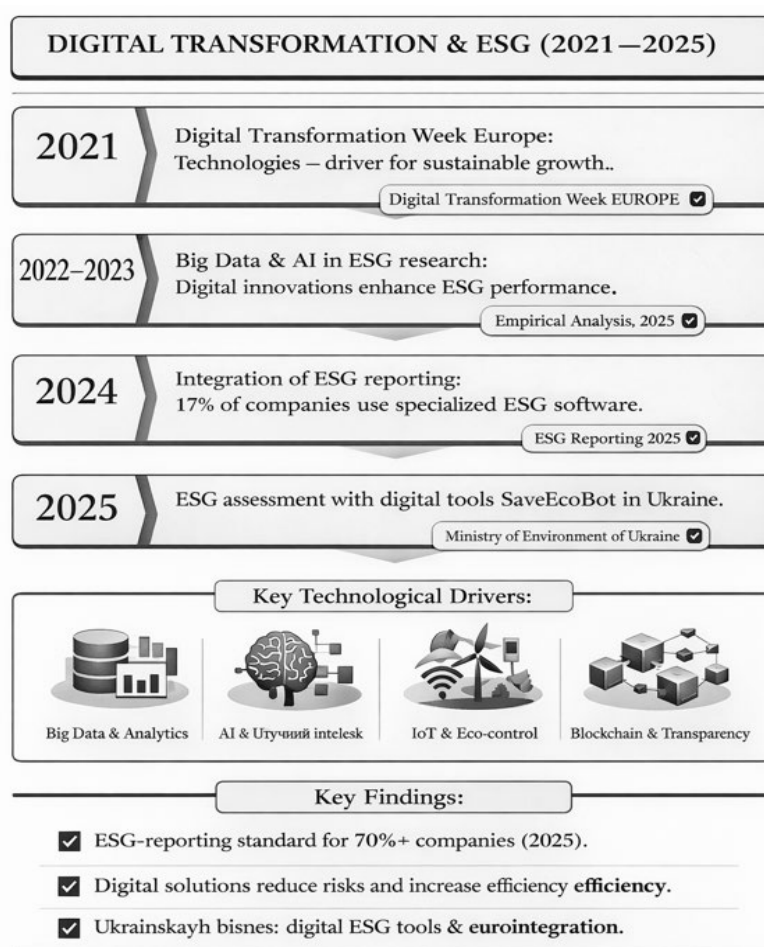 DIGITAL TRANSFORMATION & ESG (2021—2025)
2021
Digital Transformation Week Europe:
Technologies – driver for sustainable growth..
Digital Transformation Week EUROPE
2022–2023
Big Data & AI in ESG research:
Digital innovations enhance ESG performance.
Empirical Analysis, 2025
2024
Integration of ESG reporting:
17% of companies use specialized ESG software.
ESG Reporting 2025
2025
ESG assessment with digital tools SaveEcoBot in Ukraine.
Ministry of Environment of Ukraine
Key Technological Drivers:
Big Data & Analytics
AI & Uтyчний intelesk
IoT & Eco-control
Blockchain & Transparency
Key Findings:
ESG-reporting standard for 70%+ companies (2025).
Digital solutions reduce risks and increase efficiency efficiency.
Ukrainskayh bisnes: digital ESG tools & eurointegration.